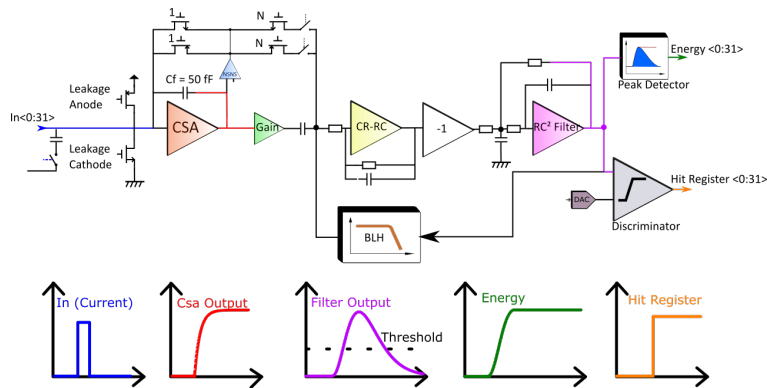 1
N
1
N
Cf = 50 fF
NSNS
Energy <0:31>
Peak Detector
Leakage
Anode
In<0:31>
CSA
Gain
CR-RC
-1
RC² Filter
Leakage
Cathode
Hit Register <0:31>
DAC
Discriminator
BLH
In (Current)
Csa Output
Filter Output
Threshold
Energy
Hit Register